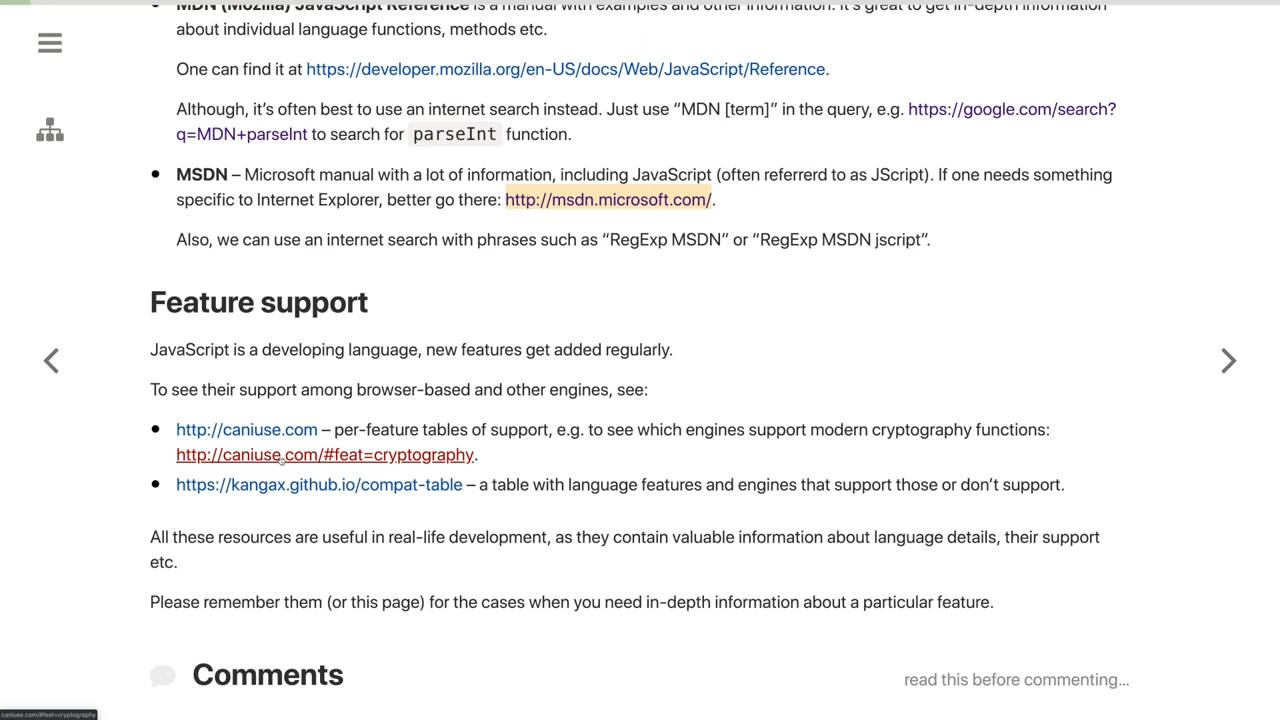 MDN (Mozilla) JavaScript Reference is a manual with examples and other information. It's great to get in-depth information
about individual language functions, methods etc.
One can find it at https://developer.mozilla.org/en-US/docs/Web/JavaScript/Reference.
Although, it’s often best to use an internet search instead. Just use “MDN [term]” in the query, e.g. https://google.com/search?
q=MDN+parseInt to search for parseInt function.
MSDN – Microsoft manual with a lot of information, including JavaScript (often referrerd to as JScript). If one needs something
specific to Internet Explorer, better go there: http://msdn.microsoft.com/.
Also, we can use an internet search with phrases such as “RegExp MSDN” or “RegExp MSDN jscript”.
Feature support
JavaScript is a developing language, new features get added regularly.
To see their support among browser-based and other engines, see:
http://caniuse.com – per-feature tables of support, e.g. to see which engines support modern cryptography functions:
http://caniuse.com/#feat=cryptography.
https://kangax.github.io/compat-table – a table with language features and engines that support those or don’t support.
All these resources are useful in real-life development, as they contain valuable information about language details, their support
etc.
Please remember them (or this page) for the cases when you need in-depth information about a particular feature.
Comments
read this before commenting…
caniuse.com/#feat=cryptography